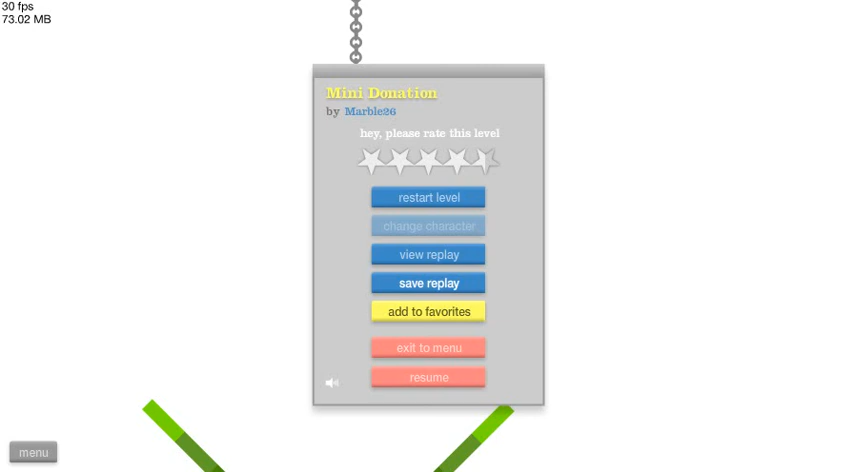 30 fps
73.02 MB
Mini Donation
by Marble26
hey, please rate this level
restart level
change character
view replay
save replay
add to favorites
exit to menu
resume
menu